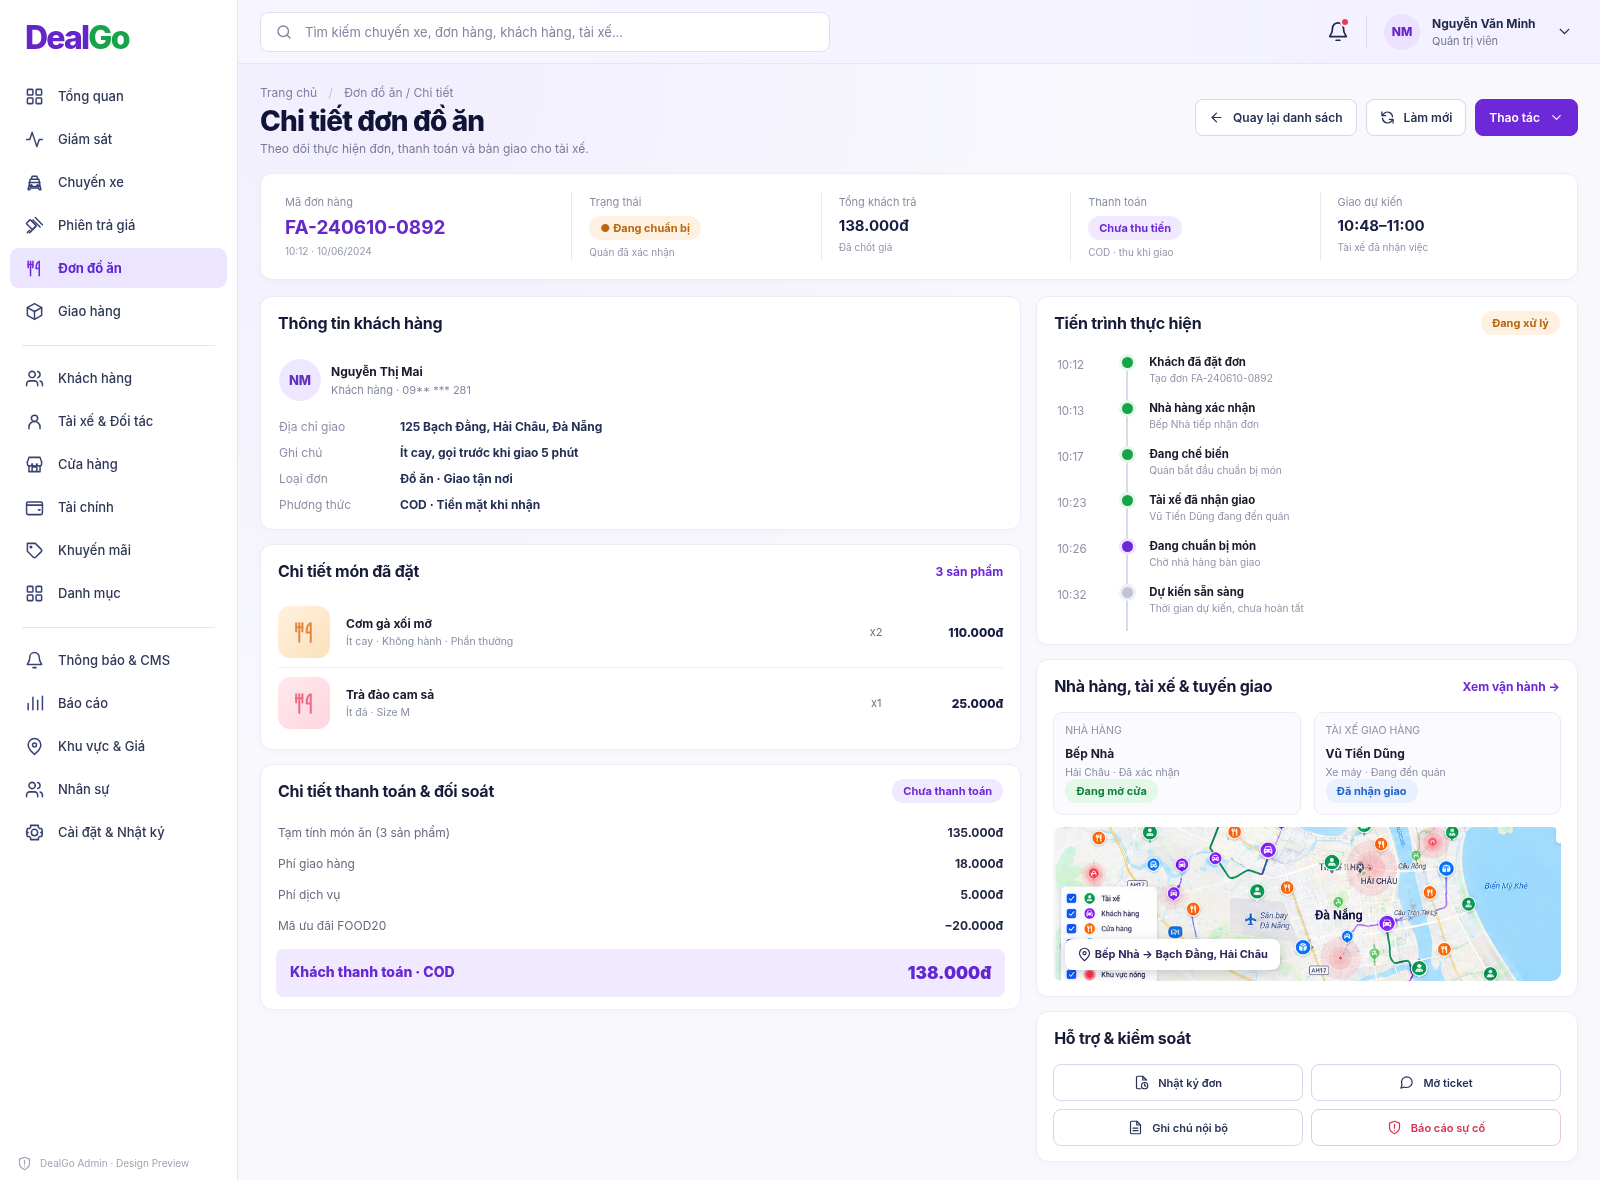 DealGo
Tìm kiếm chuyến xe, đơn hàng, khách hàng, tài xế...
NM
Nguyễn Văn Minh
Quản trị viên
Tổng quan
Giám sát
Chuyến xe
Phiên trả giá
Đơn đồ ăn
Giao hàng
Khách hàng
Tài xế & Đối tác
Cửa hàng
Tài chính
Khuyến mãi
Danh mục
Thông báo & CMS
Báo cáo
Khu vực & Giá
Nhân sự
Cài đặt & Nhật ký
DealGo Admin · Design Preview
Trang chủ / Đơn đồ ăn / Chi tiết
Chi tiết đơn đồ ăn
Theo dõi thực hiện đơn, thanh toán và bàn giao cho tài xế.
Quay lại danh sách
Làm mới
Thao tác
Mã đơn hàng
FA-240610-0892
10:12 · 10/06/2024
Trạng thái
Đang chuẩn bị
Quán đã xác nhận
Tổng khách trả
138.000đ
Đã chốt giá
Thanh toán
Chưa thu tiền
COD · thu khi giao
Giao dự kiến
10:48–11:00
Tài xế đã nhận việc
Thông tin khách hàng
NM
Nguyễn Thị Mai
Khách hàng · 09** *** 281
Địa chỉ giao 125 Bạch Đằng, Hải Châu, Đà Nẵng
Ghi chú Ít cay, gọi trước khi giao 5 phút
Loại đơn Đồ ăn · Giao tận nơi
Phương thức COD · Tiền mặt khi nhận
Chi tiết món đã đặt 3 sản phẩm
Cơm gà xối mỡ
Ít cay · Không hành · Phần thường
x2 110.000đ
Trà đào cam sả
Ít đá · Size M
x1 25.000đ
Chi tiết thanh toán & đối soát Chưa thanh toán
Tạm tính món ăn (3 sản phẩm) 135.000đ
Phí giao hàng 18.000đ
Phí dịch vụ 5.000đ
Mã ưu đãi FOOD20 −20.000đ
Khách thanh toán · COD 138.000đ
Tiến trình thực hiện Đang xử lý
10:12 Khách đã đặt đơn
Tạo đơn FA-240610-0892
10:13 Nhà hàng xác nhận
Bếp Nhà tiếp nhận đơn
10:17 Đang chế biến
Quán bắt đầu chuẩn bị món
10:23 Tài xế đã nhận giao
Vũ Tiến Dũng đang đến quán
10:26 Đang chuẩn bị món
Chờ nhà hàng bàn giao
10:32 Dự kiến sẵn sàng
Thời gian dự kiến, chưa hoàn tất
Nhà hàng, tài xế & tuyến giao Xem vận hành →
NHÀ HÀNG
Bếp Nhà
Hải Châu · Đã xác nhận
Đang mở cửa
TÀI XẾ GIAO HÀNG
Vũ Tiến Dũng
Xe máy · Đang đến quán
Đã nhận giao
AH17
HẢI CHÂU
Cầu Rồng
Biển Mỹ Khê
Tài xế
Khách hàng
Cửa hàng
Sân bay
Đà Nẵng
Đà Nẵng
Cầu Trần Thị Lý
Bếp Nhà → Bạch Đằng, Hải Châu
Khu vực nóng
AH17
Hỗ trợ & kiểm soát
Nhật ký đơn
Mở ticket
Ghi chú nội bộ
Báo cáo sự cố